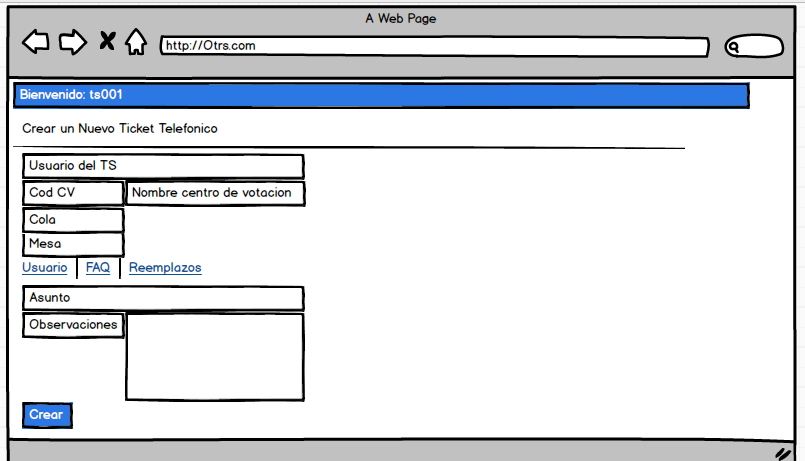 A Web Page
http://Otrs.com
Bienvenido: ts001
Crear un Nuevo Ticket Telefonico
Usuario del TS
Cod CV Nombre centro de votacion
Cola
Mesa
Usuario FAQ Reemplazos
Asunto
Observaciones
Crear